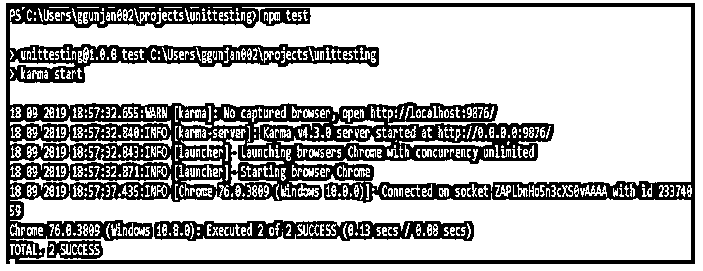 PS C:\Users\ggunjan002\projects\unittesting> npm test
> unittesting@1.0.0 test C:\Users\ggunjan002\projects\unittesting
> karma start
18 09 2019 18:57:32.655:WARN [karma]: No captured browser, open http://localhost:9876/
18 09 2019 18:57:32.840:INFO [karma-server]: Karma v4.3.0 server started at http://0.0.0.0:9876/
18 09 2019 18:57:32.843:INFO [launcher]: Launching browsers Chrome with concurrency unlimited
18 09 2019 18:57:32.871:INFO [launcher]: Starting browser Chrome
18 09 2019 18:57:37.435:INFO [Chrome 76.0.3809 (Windows 10.0.0)]: Connected on socket ZAPLbnHo5n3cXS0vAAAA with id 233740
59
Chrome 76.0.3809 (Windows 10.0.0): Executed 2 of 2 SUCCESS (0.13 secs / 0.08 secs)
TOTAL: 2 SUCCESS